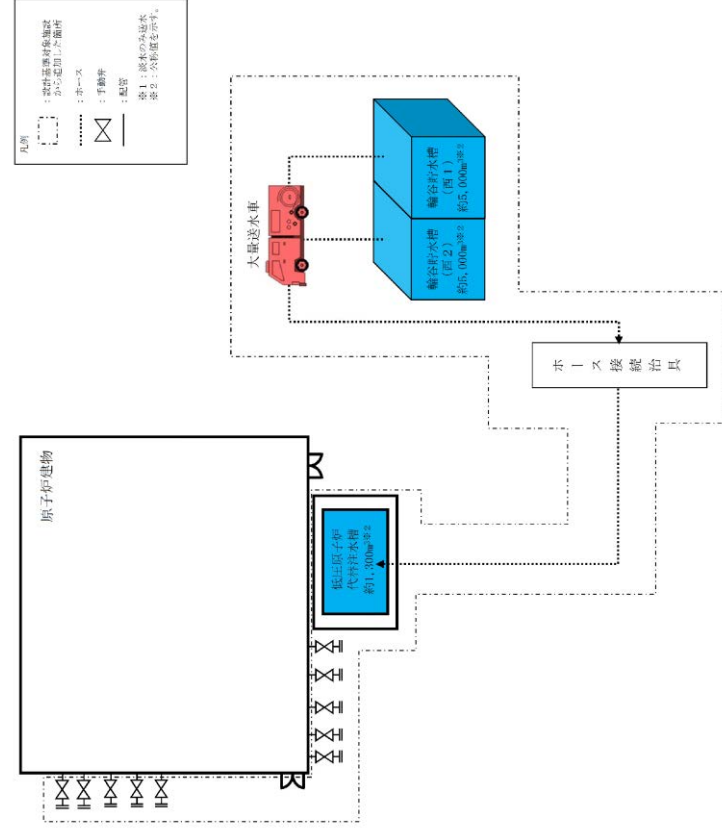 凡例
：設計基準対象施設
から追加した箇所
：ホース
：手動弁
：配管
※1：淡水のみ送水
※2：公称値を示す。
大量送水車
輪谷貯水槽
（西1）
約5,000m³※2
輪谷貯水槽
（西2）
約5,000m³※2
ホース接続治具
原子炉建物
低圧原子炉
代替注水槽
約1,300m³※2